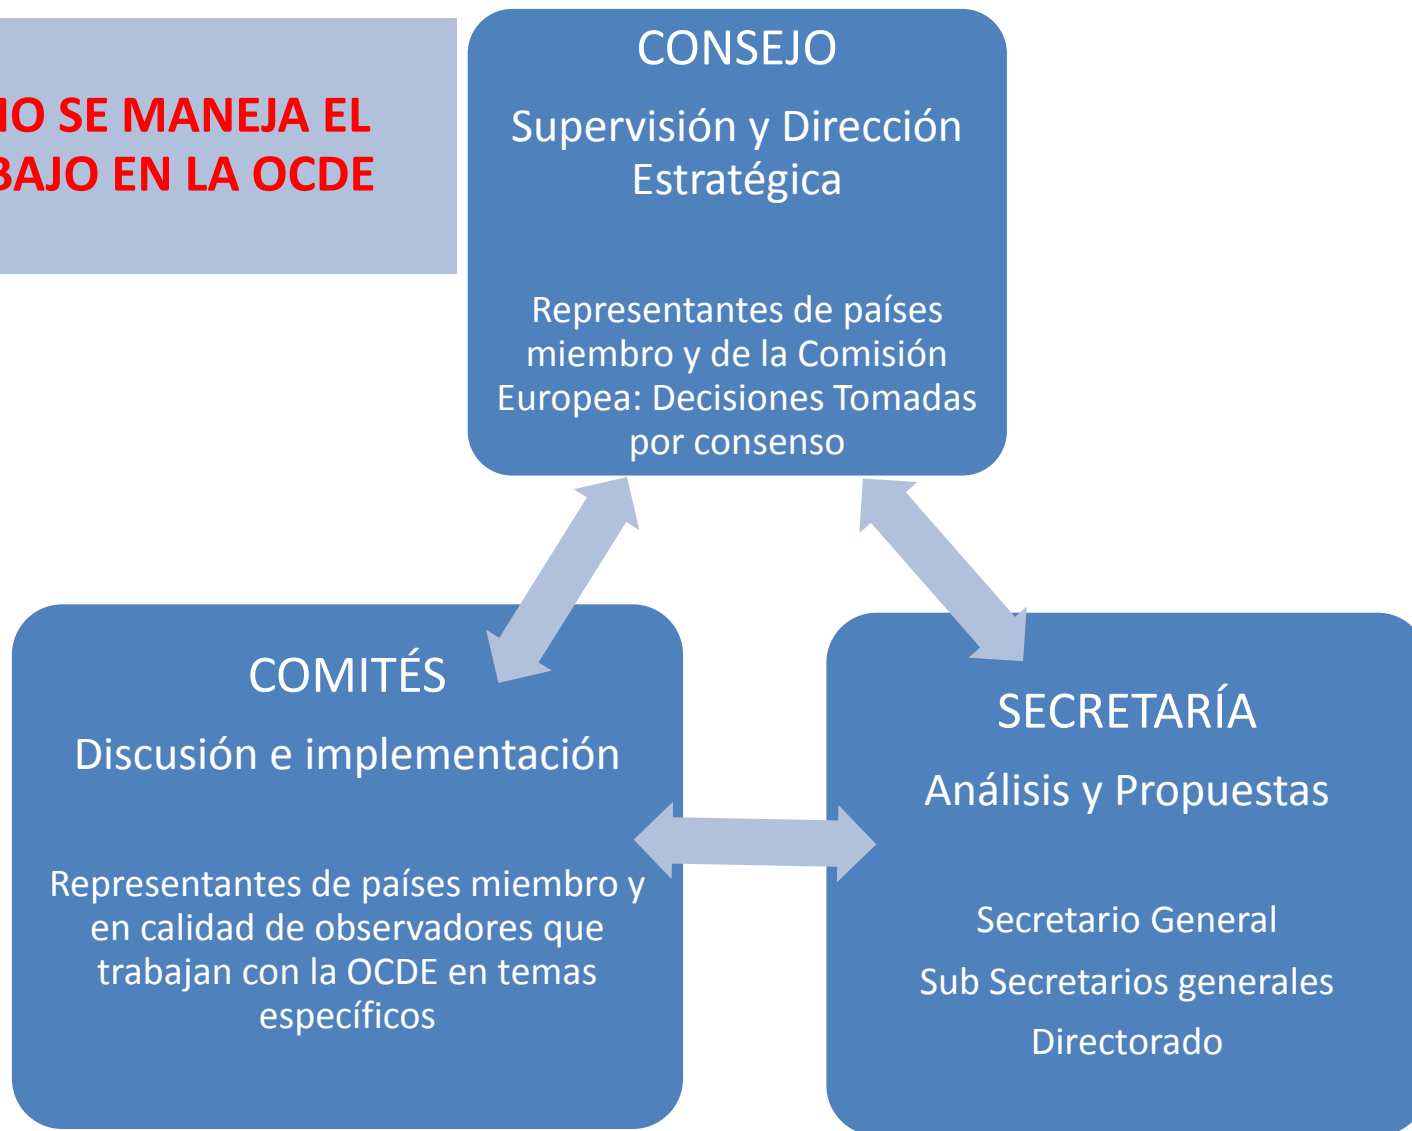 SE MANEJA EL
EN LA OCDE
CONSEJO
Supervisión y Dirección
Estratégica
Representantes de países
miembro y de la Comisión
Europea: Decisiones Tomadas
por consenso
COMITÉS
Discusión e implementación
Representantes de países miembro y
en calidad de observadores que
trabajan con la OCDE en temas
específicos
SECRETARÍA
Análisis y Propuestas
Secretario General
Sub Secretarios generales
Directorado